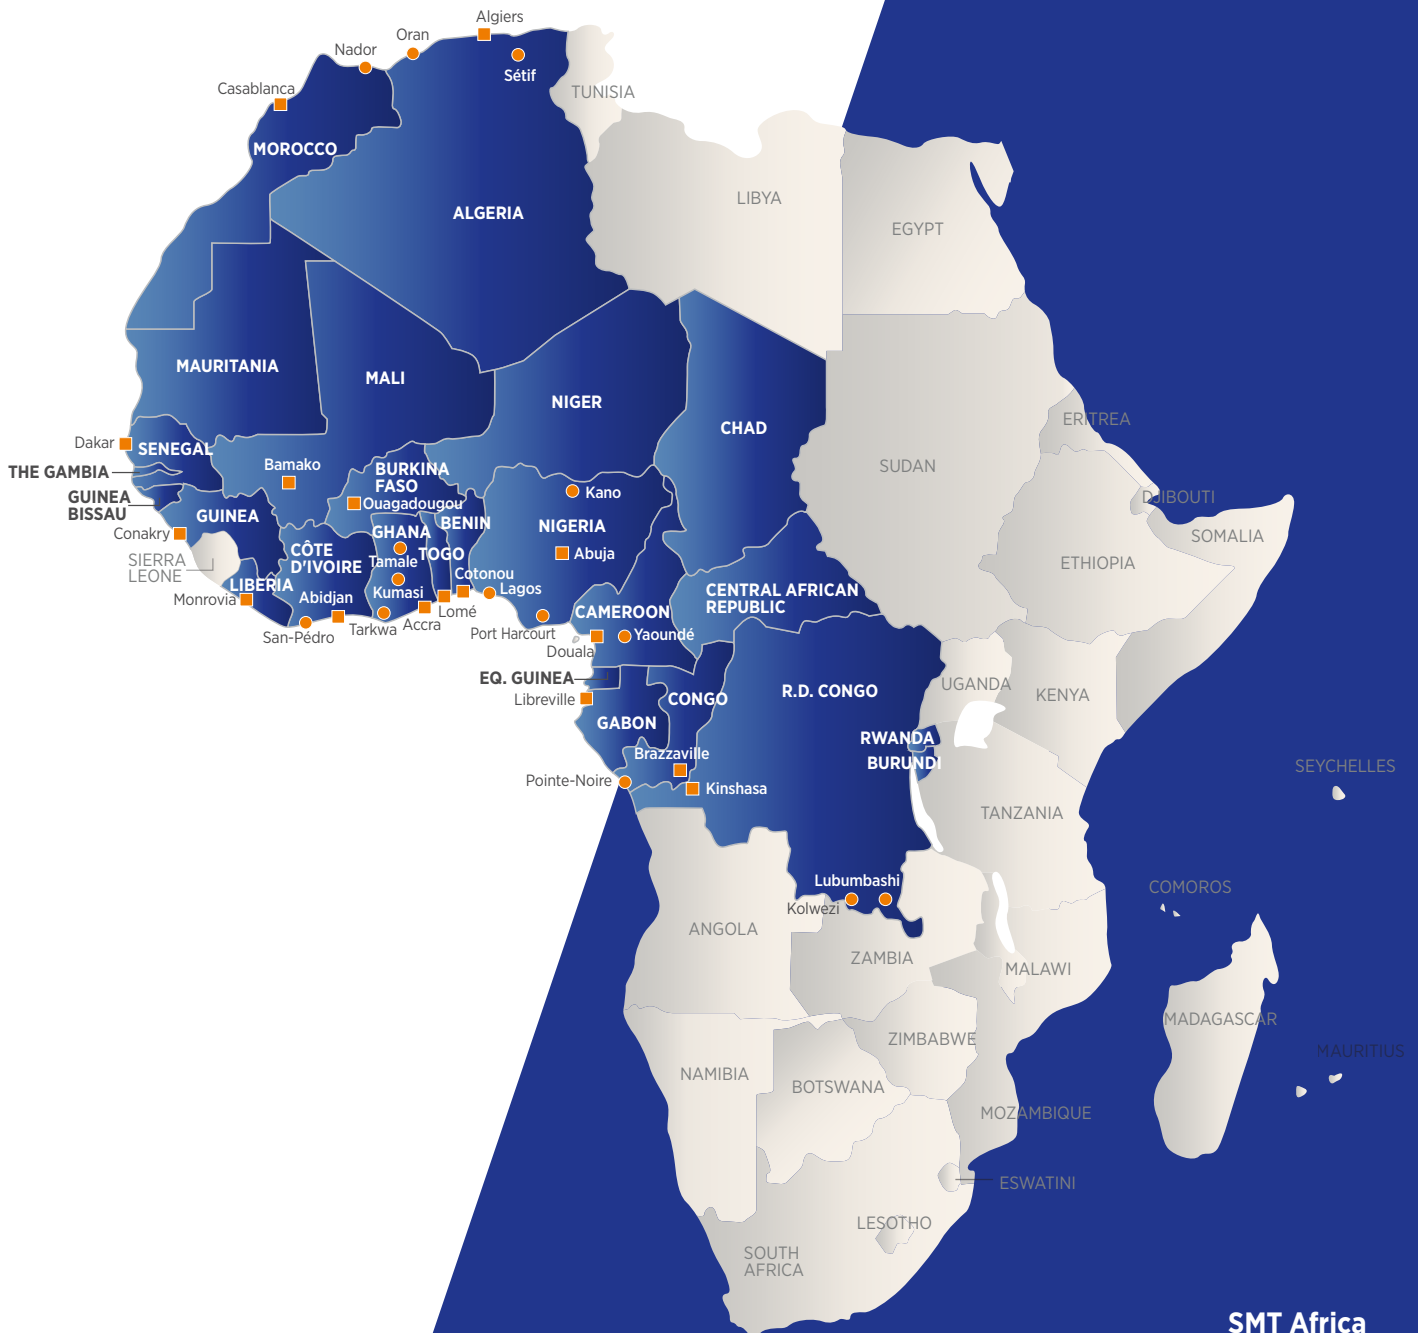 Algiers
Oran
Nador
Sétif
Casablanca
TUNISIA
MOROCCO
LIBYA
ALGERIA
EGYPT
MAURITANIA
MALI
NIGER
CHAD
ERITREA
Dakar
SENEGAL
SUDAN
THE GAMBIA
Bamako
BURKINA
FASO
Kano
GUINEA
BISSAU
Ouagadougou
DJIBOUTI
GUINEA
BENIN
NIGERIA
Conakry
GHANA
SOMALIA
CÔTE
D'IVOIRE
TOGO
Abuja
SIERRA
LEONE
Tamale
ETHIOPIA
LIBERIA
Cotonou
Monrovia
Abidjan
Kumasi
Lagos
CENTRAL AFRICAN
REPUBLIC
Lomé
CAMEROON
San-Pédro
Tarkwa
Accra
Port Harcourt
Yaoundé
Douala
EQ. GUINEA
UGANDA
Libreville
CONGO
R.D. CONGO
KENYA
GABON
RWANDA
Brazzaville
BURUNDI
SEYCHELLES
Pointe-Noire
Kinshasa
TANZANIA
Lubumbashi
COMOROS
Kolwezi
ANGOLA
ZAMBIA
MALAWI
MADAGASCAR
ZIMBABWE
MAURITIUS
NAMIBIA
BOTSWANA
MOZAMBIQUE
ESWATINI
LESOTHO
SOUTH
AFRICA
SMT Africa